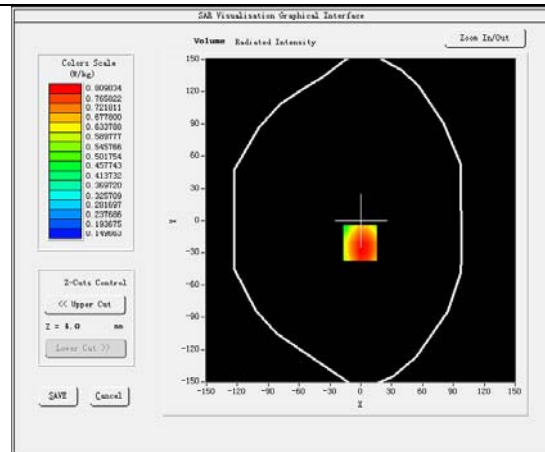 SAR Visualisation Graphical Interface
Volume Radiated Intensity
Zoom In/Out
Colors Scale
(W/kg)
0.809834
0.765822
0.721811
0.677800
0.633788
0.589777
0.545766
0.501754
0.457743
0.413732
0.369720
0.325709
0.281697
0.237686
0.193675
0.149663
Z-Cuts Control
<< Upper Cut
Z = 4.0 mm
Lower Cut >>
SAVE Cancel
150
120
90
60
30
0
-30
-60
-90
-120
-150
Y
-150 -120 -90 -60 -30 0 30 60 90 120 150
X